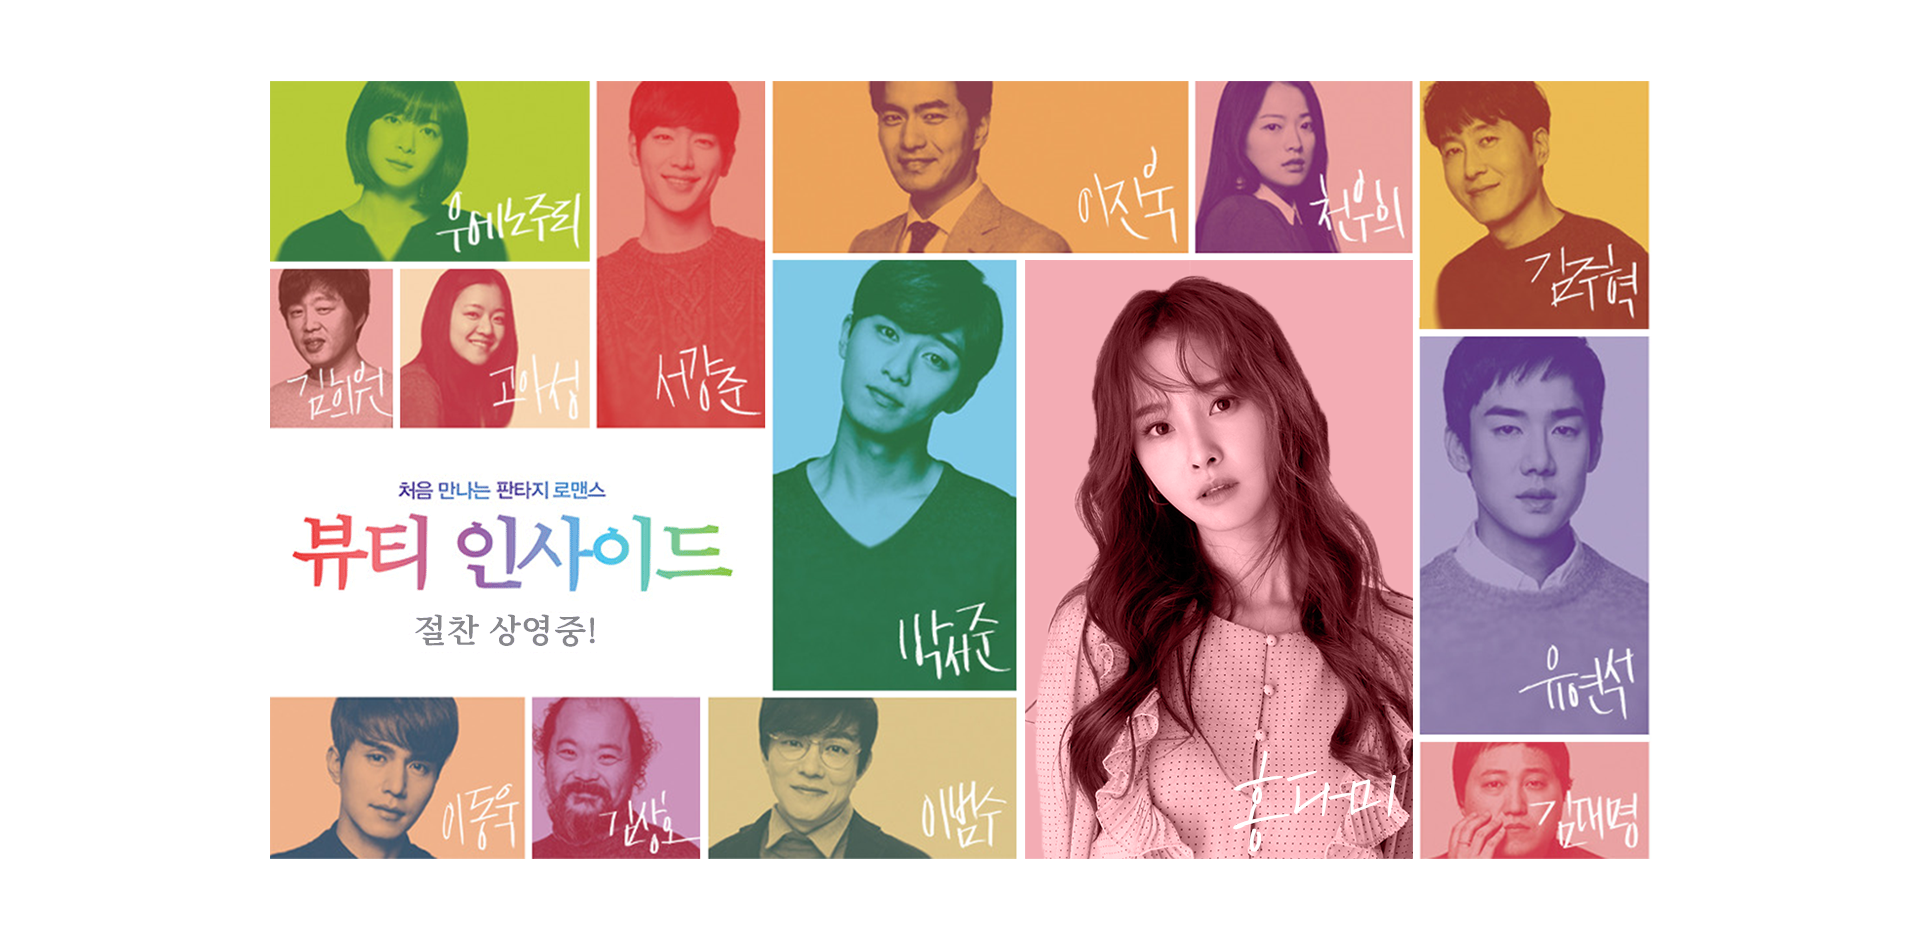 우에노주리
서강준
이진욱
천우희
김주혁
김희원
고아성
박서준
홍다미
유연석
처음 만나는 판타지 로맨스
뷰티 인사이드
절찬 상영중!
이동욱
김상호
이범수
김대명